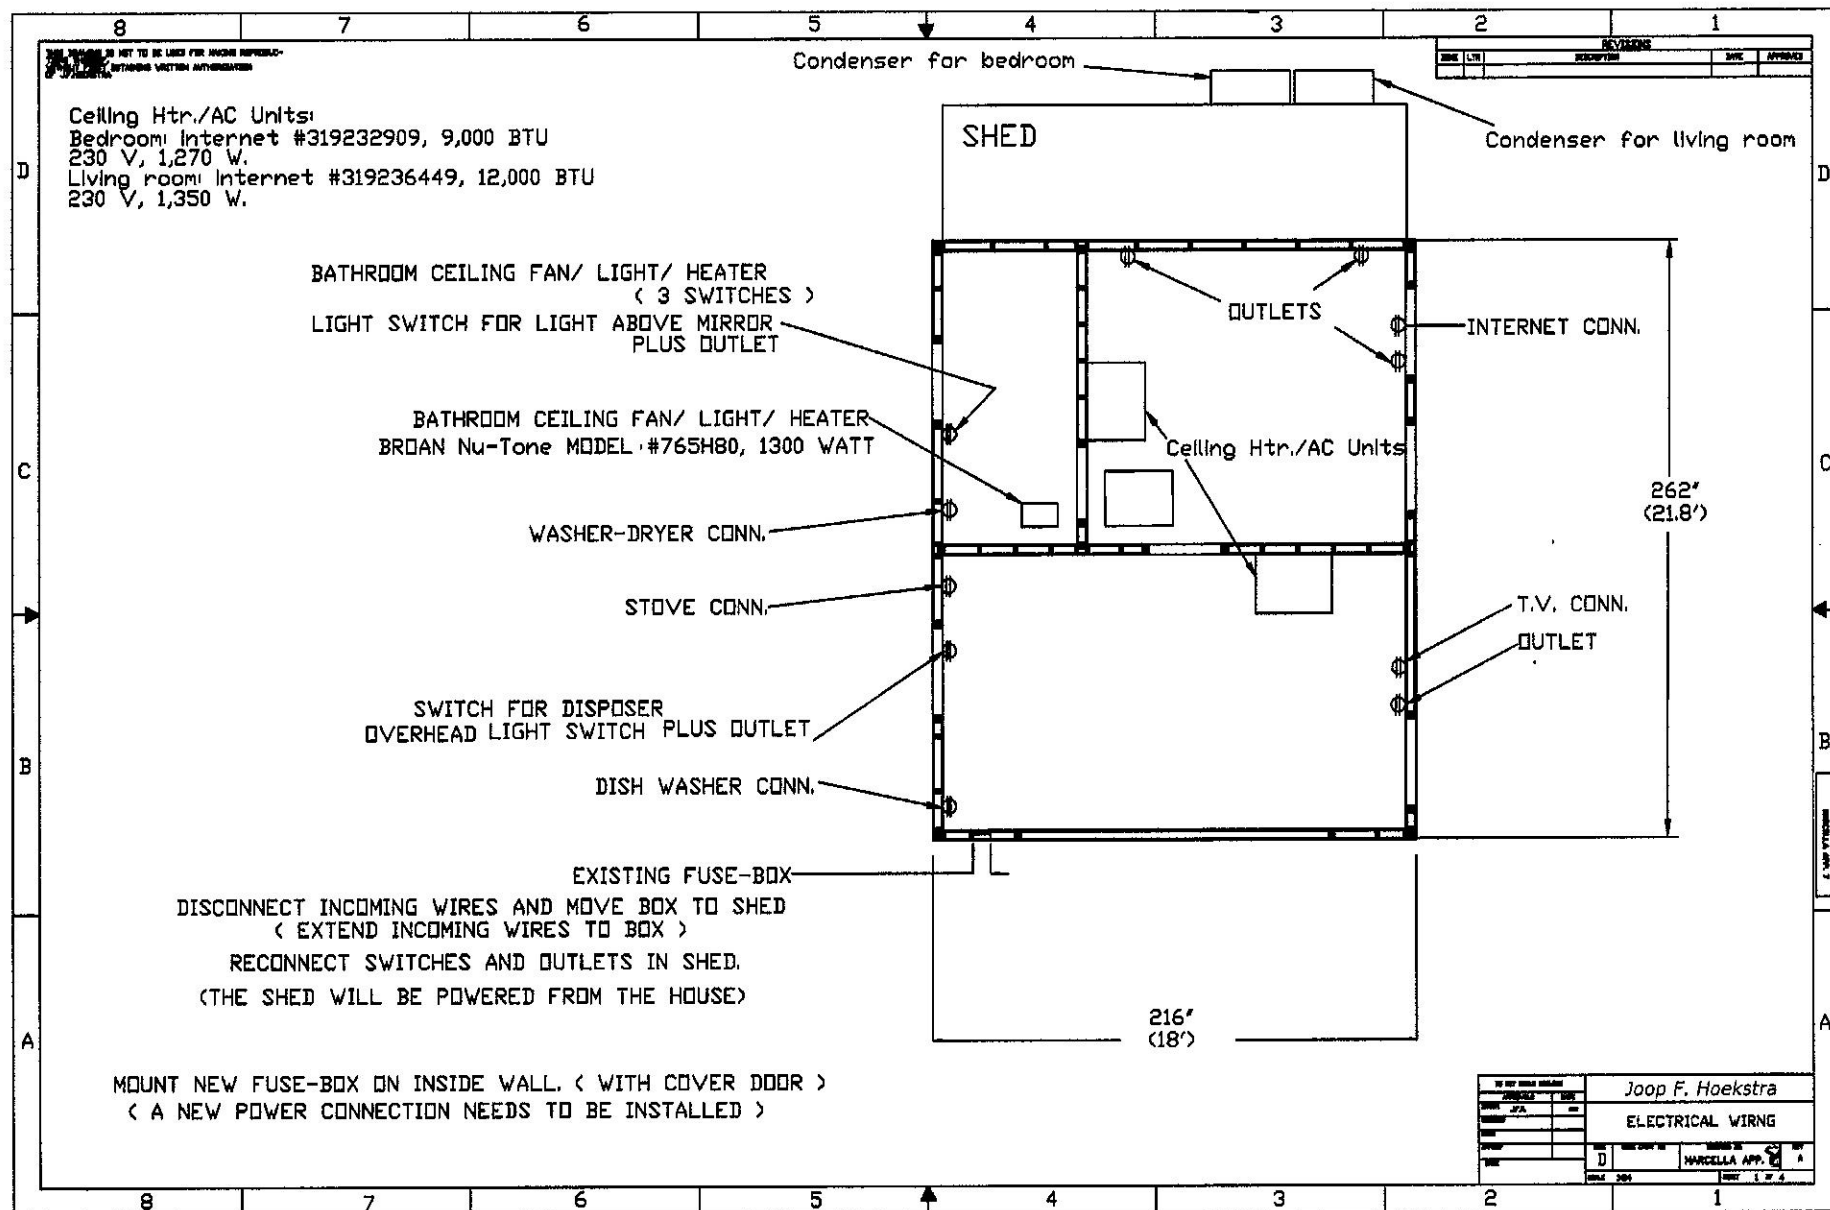 8 7 6 5 4 3 2 1
REVISIONS
ZONE LTR DESCRIPTION DATE APPROVED
Condenser for bedroom
Ceiling Htr./AC Units:
Bedroom: Internet #319232909, 9,000 BTU
230 V, 1,270 W.
Living room: Internet #319236449, 12,000 BTU
230 V, 1,350 W.
SHED
Condenser for living room
D D
BATHROOM CEILING FAN/ LIGHT/ HEATER
( 3 SWITCHES )
LIGHT SWITCH FOR LIGHT ABOVE MIRROR
PLUS OUTLET
OUTLETS
INTERNET CONN.
BATHROOM CEILING FAN/ LIGHT/ HEATER
BROAN Nu-Tone MODEL #765H80, 1300 WATT
Ceiling Htr./AC Units
C C
262"
(21.8')
WASHER-DRYER CONN.
STOVE CONN.
T.V. CONN.
OUTLET
SWITCH FOR DISPOSER
OVERHEAD LIGHT SWITCH PLUS OUTLET
B B
DISH WASHER CONN.
EXISTING FUSE-BOX
DISCONNECT INCOMING WIRES AND MOVE BOX TO SHED
( EXTEND INCOMING WIRES TO BOX )
RECONNECT SWITCHES AND OUTLETS IN SHED.
(THE SHED WILL BE POWERED FROM THE HOUSE)
216"
(18')
A A
MOUNT NEW FUSE-BOX ON INSIDE WALL. ( WITH COVER DOOR )
( A NEW POWER CONNECTION NEEDS TO BE INSTALLED )
Joop F. Hoekstra
ELECTRICAL WIRNG
D MARCELLA APP. A
8 7 6 5 4 3 2 1